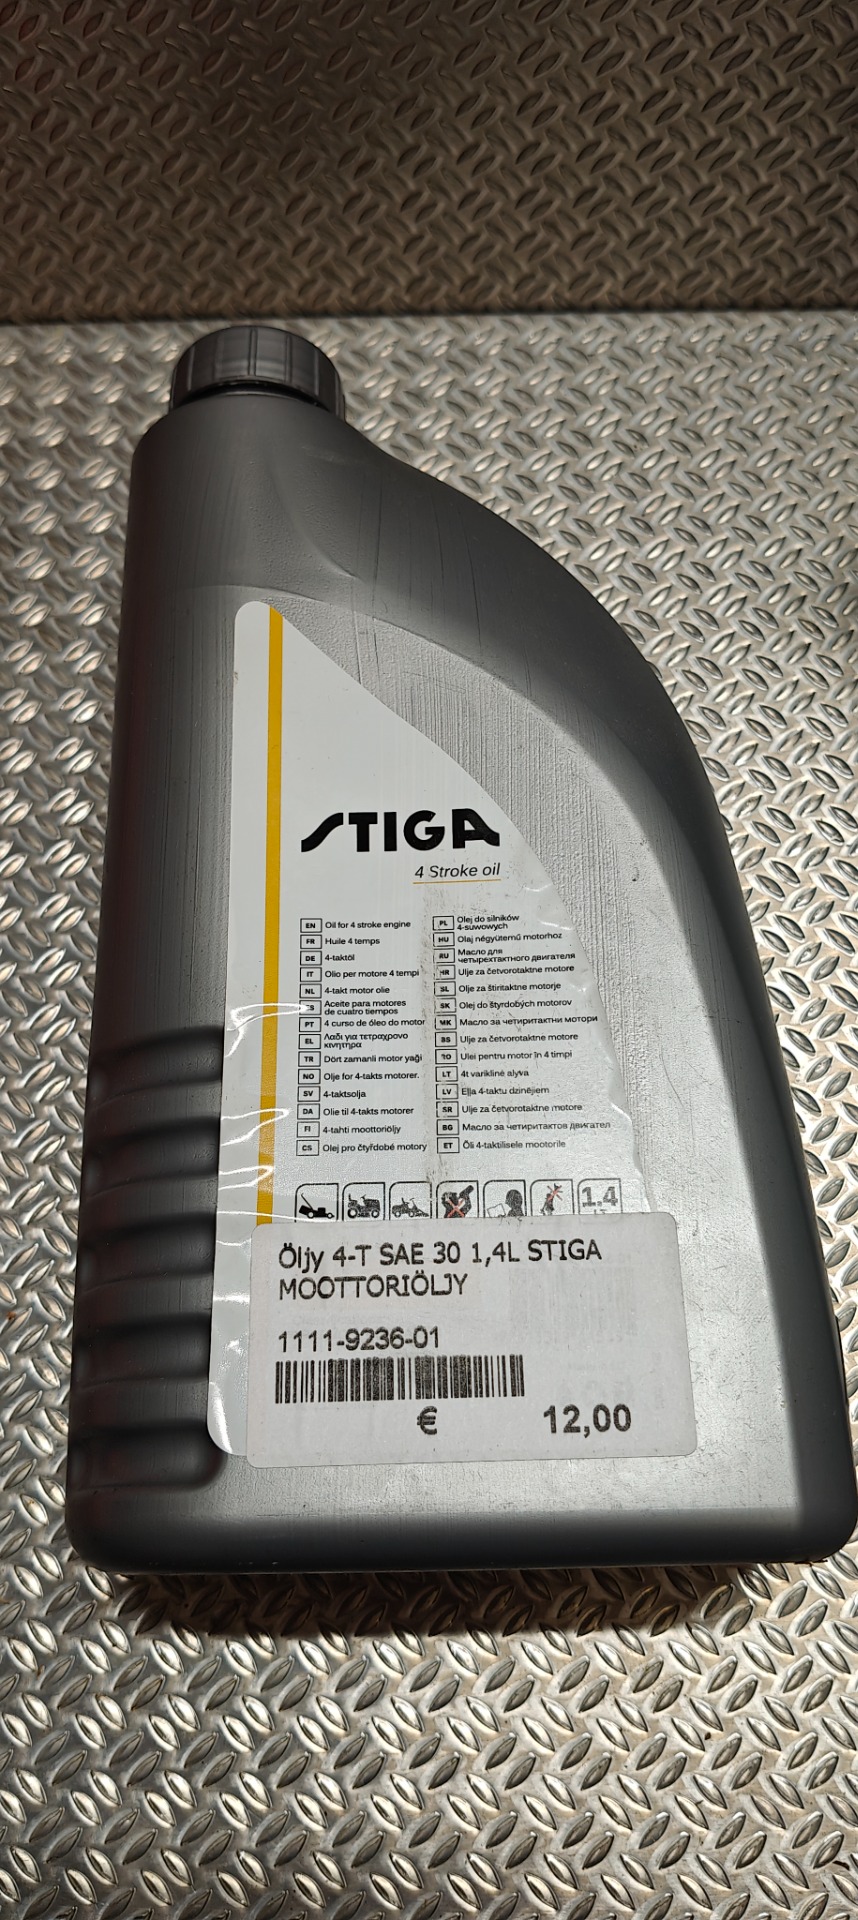 STIGA
4 Stroke oil
EN Oil for 4 stroke engine
FR Huile 4 temps
DE 4-taktöl
IT Olio per motore 4 tempi
NL 4-takt motor olie
ES Aceite para motores
de cuatro tiempos
PT 4 curso de óleo do motor
EL Λαδι για τετραχρονο
κινητηρα
TR Dört zamanli motor yaği
NO Olje for 4-takts motorer.
SV 4-taktsolja
DA Olie til 4-takts motorer
FI 4-tahti moottoriöljy
CS Olej pro čtyřdobé motory
PL Olej do silników
4-suwowych
HU Olaj négyütemű motorhoz
RU Масло для
четырехтактного двигателя
HR Ulje za četvorotaktne motore
SL Olje za štiritaktne motorje
SK Olej do štyrdobých motorov
MK Масло за четиритактни мотори
BS Ulje za četvorotaktne motore
RO Ulei pentru motor în 4 timpi
LT 4t variklinė alyva
LV Eļļa 4-taktu dzinējiem
SR Ulje za četvorotaktne motore
BG Масло за четиритактов двигател
ET Õli 4-taktilisele mootorile
1.4
Öljy 4-T SAE 30 1,4L STIGA
MOOTTORIÖLJY
1111-9236-01
€ 12,00